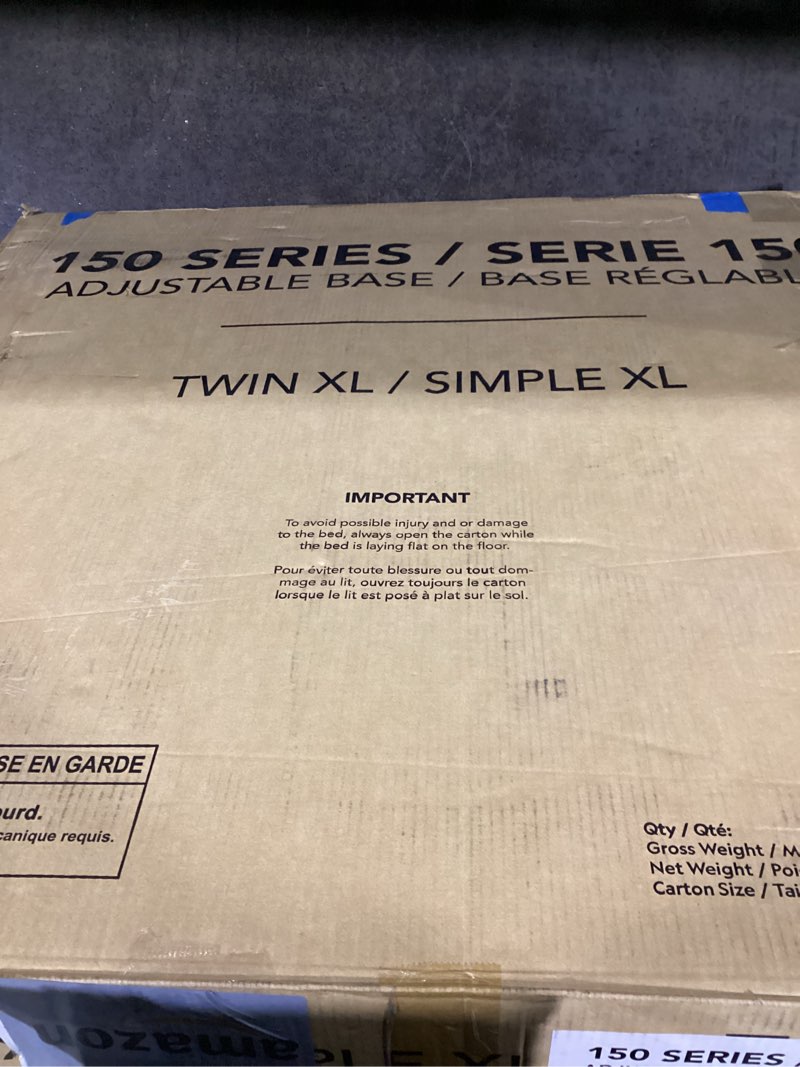 150 SERIES / SERIE 150
ADJUSTABLE BASE / BASE RÉGLABL
TWIN XL / SIMPLE XL
IMPORTANT
To avoid possible injury and or damage
to the bed, always open the carton while
the bed is laying flat on the floor.
Pour éviter toute blessure ou tout dom-
mage au lit, ouvrez toujours le carton
lorsque le lit est posé à plat sur le sol.
SE EN GARDE
ourd.
canique requis.
Qty / Qté:
Gross Weight / M
Net Weight / Poi
Carton Size / Tai
amazon
150 SERIES